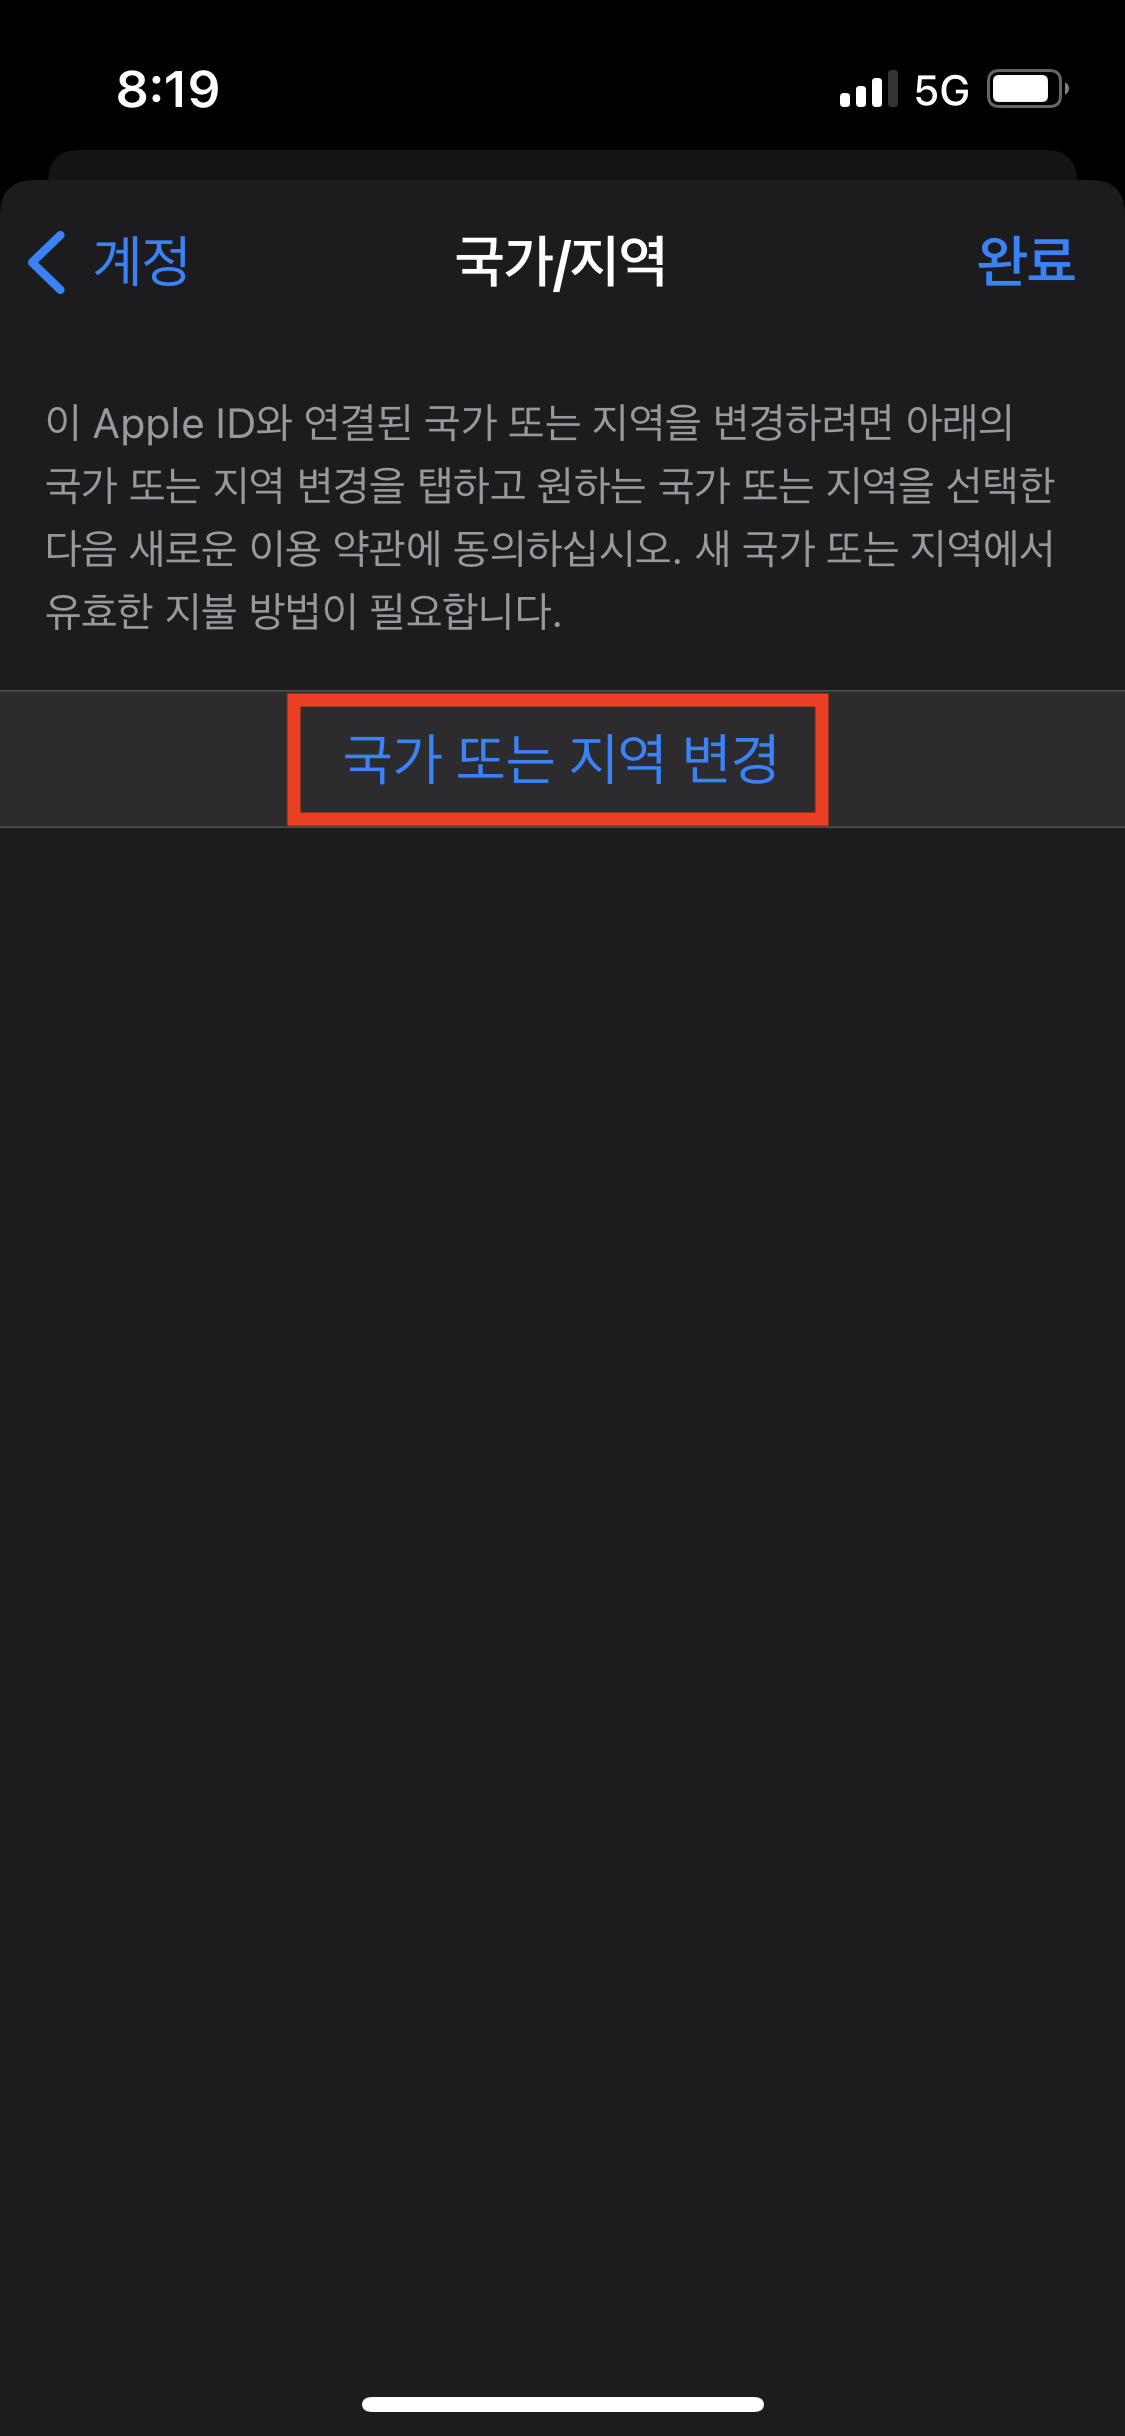 8:19
5G
계정
국가/지역
완료
이 Apple ID와 연결된 국가 또는 지역을 변경하려면 아래의
국가 또는 지역 변경을 탭하고 원하는 국가 또는 지역을 선택한
다음 새로운 이용 약관에 동의하십시오. 새 국가 또는 지역에서
유효한 지불 방법이 필요합니다.
국가 또는 지역 변경